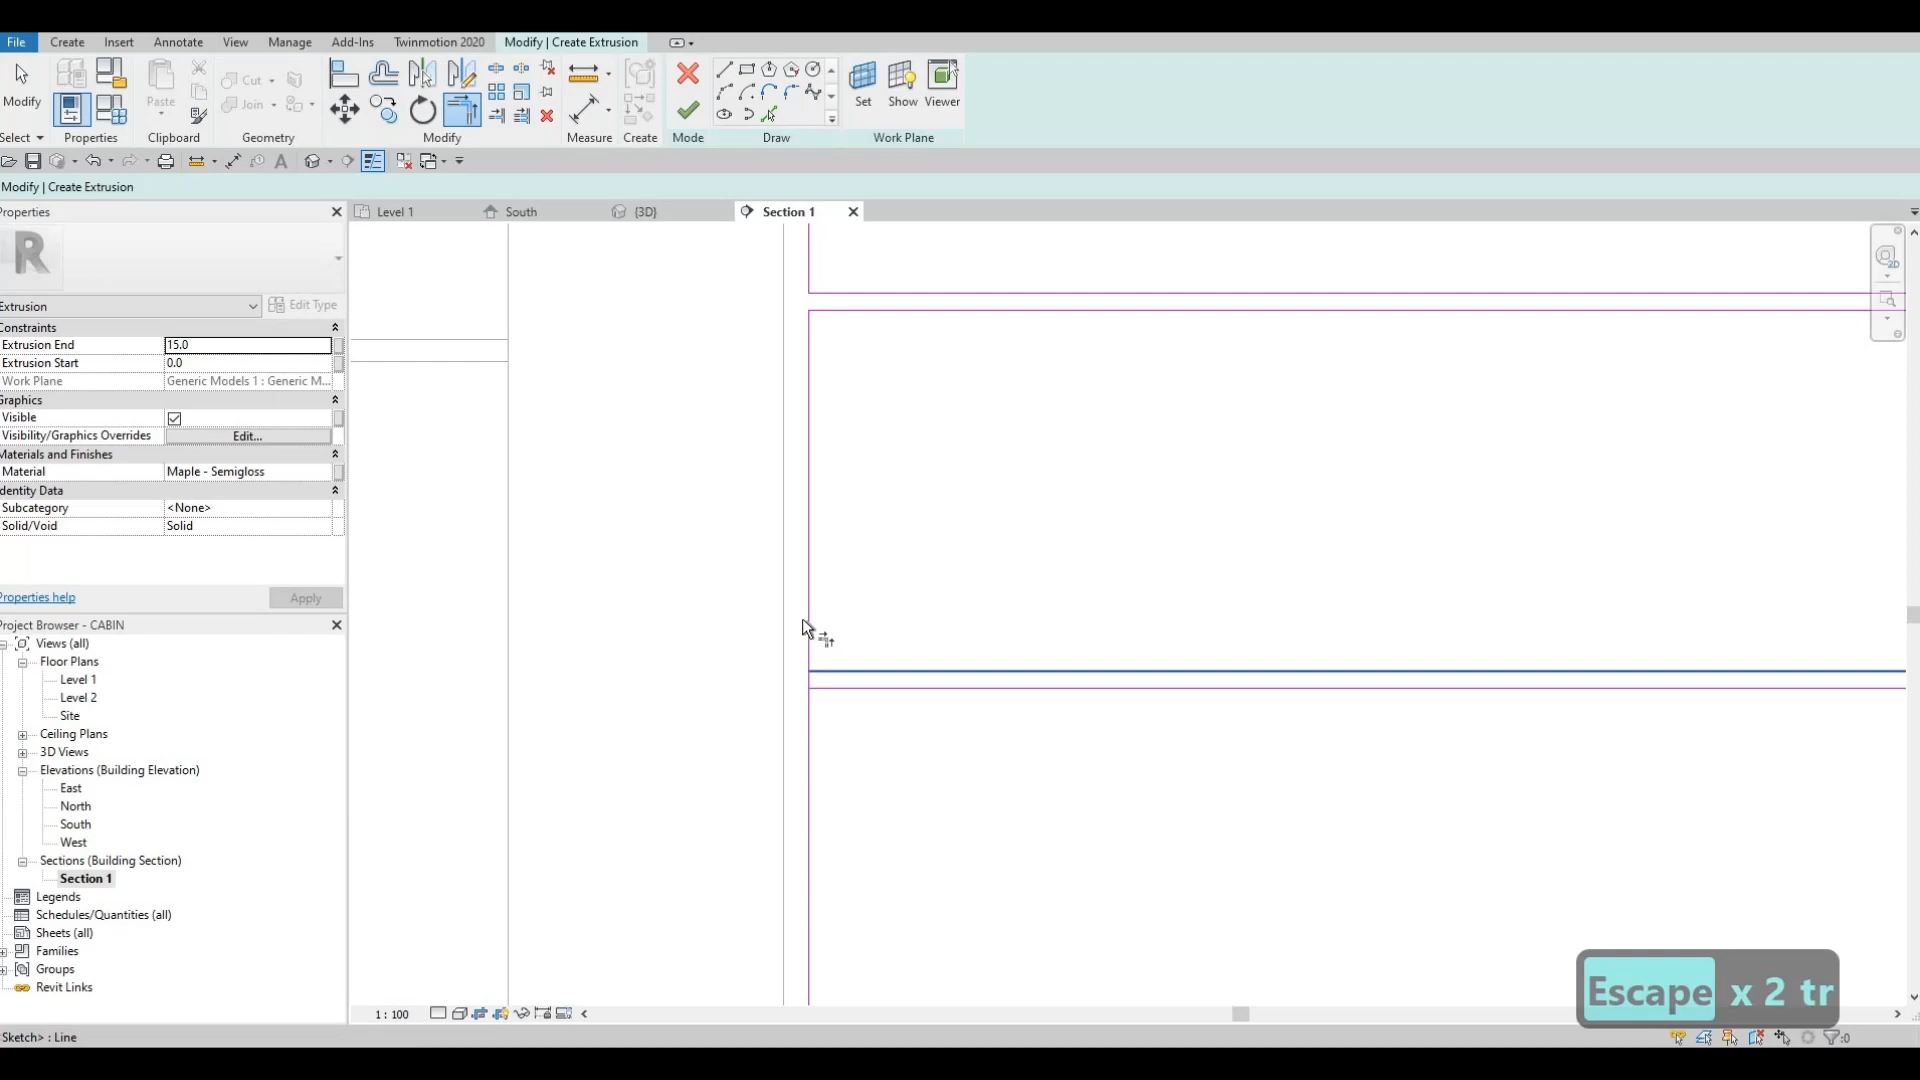 File Create Insert Annotate View Manage Add-Ins Twinmotion 2020 Modify | Create Extrusion
Modify Paste Cut Join Set Show Viewer
Select Properties Clipboard Geometry Modify Measure Create Mode Draw Work Plane
Modify | Create Extrusion
Properties Level 1 South {3D} Section 1
R
Extrusion Edit Type
Constraints
Extrusion End 15.0
Extrusion Start 0.0
Work Plane Generic Models 1 : Generic M...
Graphics
Visible
Visibility/Graphics Overrides Edit...
Materials and Finishes
Material Maple - Semigloss
Identity Data
Subcategory <None>
Solid/Void Solid
Properties help Apply
Project Browser - CABIN
Views (all)
Floor Plans
Level 1
Level 2
Site
Ceiling Plans
3D Views
Elevations (Building Elevation)
East
North
South
West
Sections (Building Section)
Section 1
Legends
Schedules/Quantities (all)
Sheets (all)
Families
Groups
Revit Links
1 : 100
Escape x 2 tr
Sketch> : Line
:0